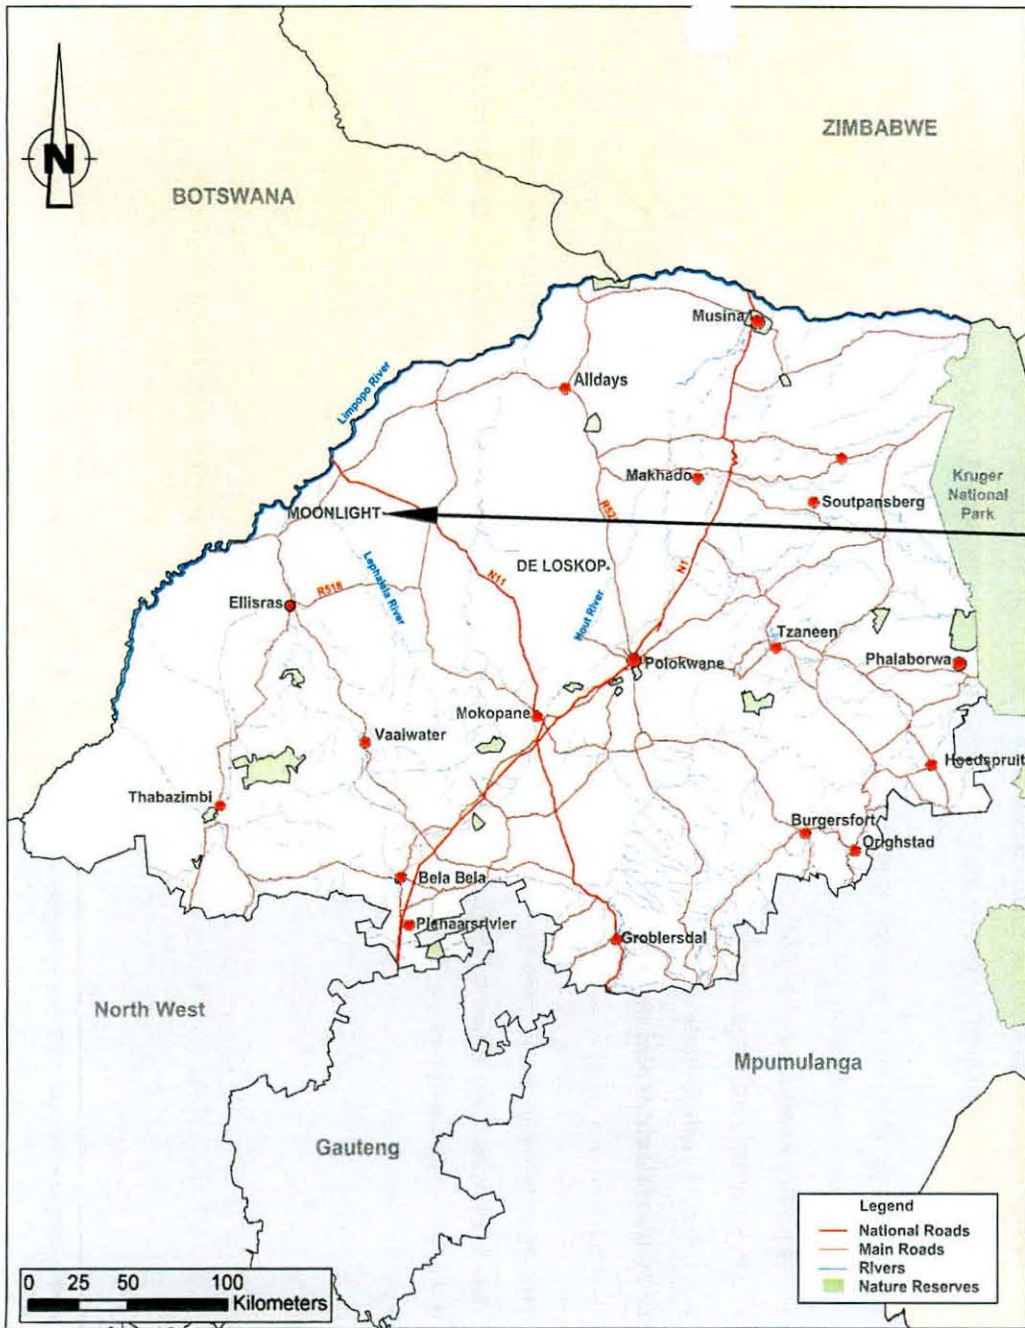 ZIMBABWE
N
BOTSWANA
Musina
Limpopo River
Alldays
Makhado
Kruger
National
Park
Soutpansberg
MOONLIGHT
R521
DE LOSKOP
N1
N11
Lephalala River
R518
Ellisras
Hout River
Tzaneen
Polokwane
Phalaborwa
Mokopane
Vaalwater
Hoedspruit
Thabazimbi
Burgersfort
Orighstad
Bela Bela
Pienaarsrivier
Groblersdal
North West
Mpumulanga
Gauteng
Legend
National Roads
Main Roads
Rivers
Nature Reserves
0 25 50 100
Kilometers